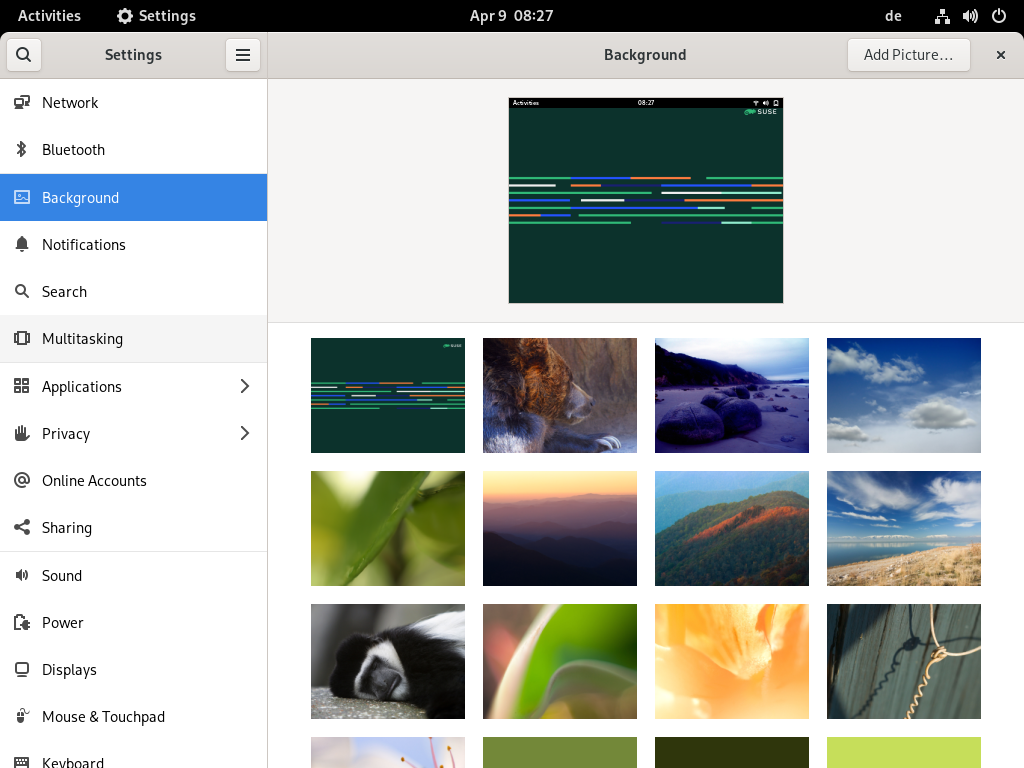 Activities
Settings
Apr 9 08:27
de
Settings
Background
Add Picture…
Network
Bluetooth
Background
Notifications
Search
Multitasking
Applications
Privacy
Online Accounts
Sharing
Sound
Power
Displays
Mouse & Touchpad
Keyboard
Activities
08:27
SUSE
SUSE